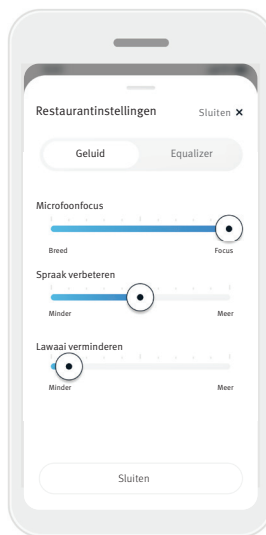 Restaurantinstellingen Sluiten ×
Geluid Equalizer
Microfoonfocus
Breed Focus
Spraak verbeteren
Minder Meer
Lawaai verminderen
Minder Meer
Sluiten